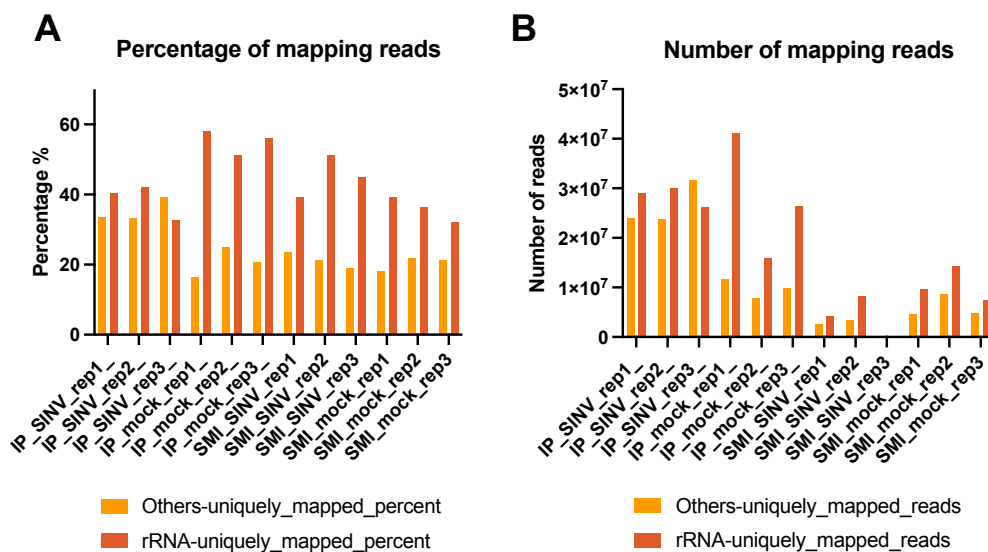 A
Percentage of mapping reads
Percentage %
60
40
20
0
IP_SINV_rep1_
IP_SINV_rep2_
IP_SINV_rep3_
IP_mock_rep1_
IP_mock_rep2_
IP_mock_rep3_
SMI_SINV_rep1
SMI_SINV_rep2
SMI_SINV_rep3
SMI_mock_rep1
SMI_mock_rep2
SMI_mock_rep3
Others-uniquely_mapped_percent
rRNA-uniquely_mapped_percent
B
Number of mapping reads
Number of reads
5×10⁷
4×10⁷
3×10⁷
2×10⁷
1×10⁷
0
IP_SINV_rep1_
IP_SINV_rep2_
IP_SINV_rep3_
IP_mock_rep1_
IP_mock_rep2_
IP_mock_rep3_
SMI_SINV_rep1
SMI_SINV_rep2
SMI_SINV_rep3
SMI_mock_rep1
SMI_mock_rep2
SMI_mock_rep3
Others-uniquely_mapped_reads
rRNA-uniquely_mapped_reads